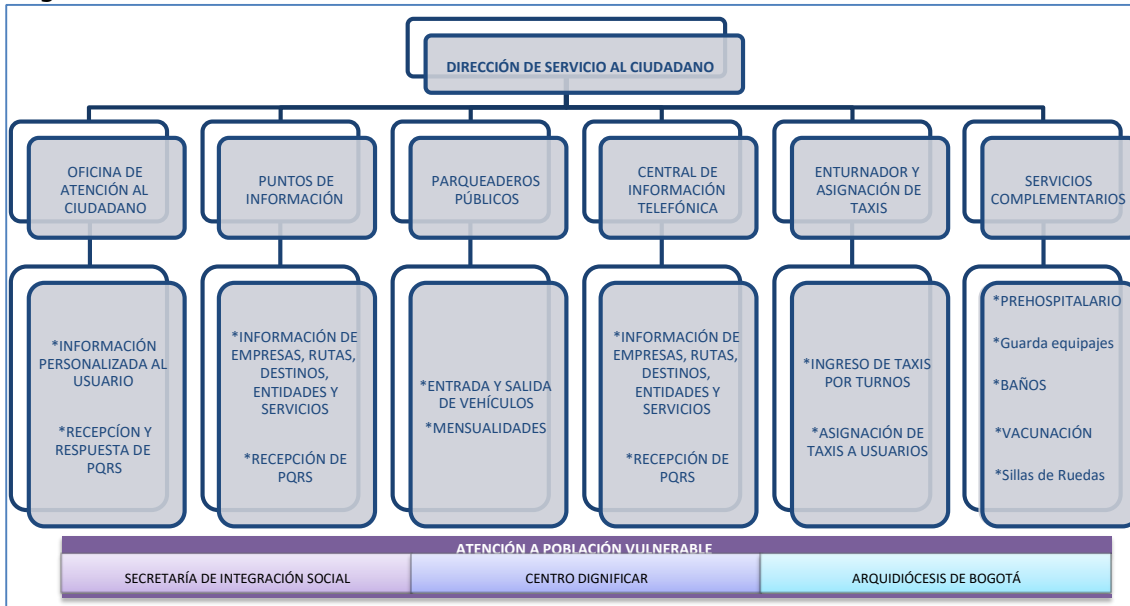 DIRECCIÓN DE SERVICIO AL CIUDADANO
OFICINA DE
ATENCIÓN AL
CIUDADANO
PUNTOS DE
INFORMACIÓN
PARQUEADEROS
PÚBLICOS
CENTRAL DE
INFORMACIÓN
TELEFÓNICA
ENTURNADOR Y
ASIGNACIÓN DE
TAXIS
SERVICIOS
COMPLEMENTARIOS
*INFORMACIÓN
PERSONALIZADA AL
USUARIO
*RECEPCÍON Y
RESPUESTA DE
PQRS
*INFORMACIÓN DE
EMPRESAS, RUTAS,
DESTINOS,
ENTIDADES Y
SERVICIOS
*RECEPCIÓN DE
PQRS
*ENTRADA Y SALIDA
DE VEHÍCULOS
*MENSUALIDADES
*INFORMACIÓN DE
EMPRESAS, RUTAS,
DESTINOS,
ENTIDADES Y
SERVICIOS
*RECEPCIÓN DE
PQRS
*INGRESO DE TAXIS
POR TURNOS
*ASIGNACIÓN DE
TAXIS A USUARIOS
*PREHOSPITALARIO
*Guarda equipajes
*BAÑOS
*VACUNACIÓN
*Sillas de Ruedas
ATENCIÓN A POBLACIÓN VULNERABLE
SECRETARÍA DE INTEGRACIÓN SOCIAL
CENTRO DIGNIFICAR
ARQUIDIÓCESIS DE BOGOTÁ